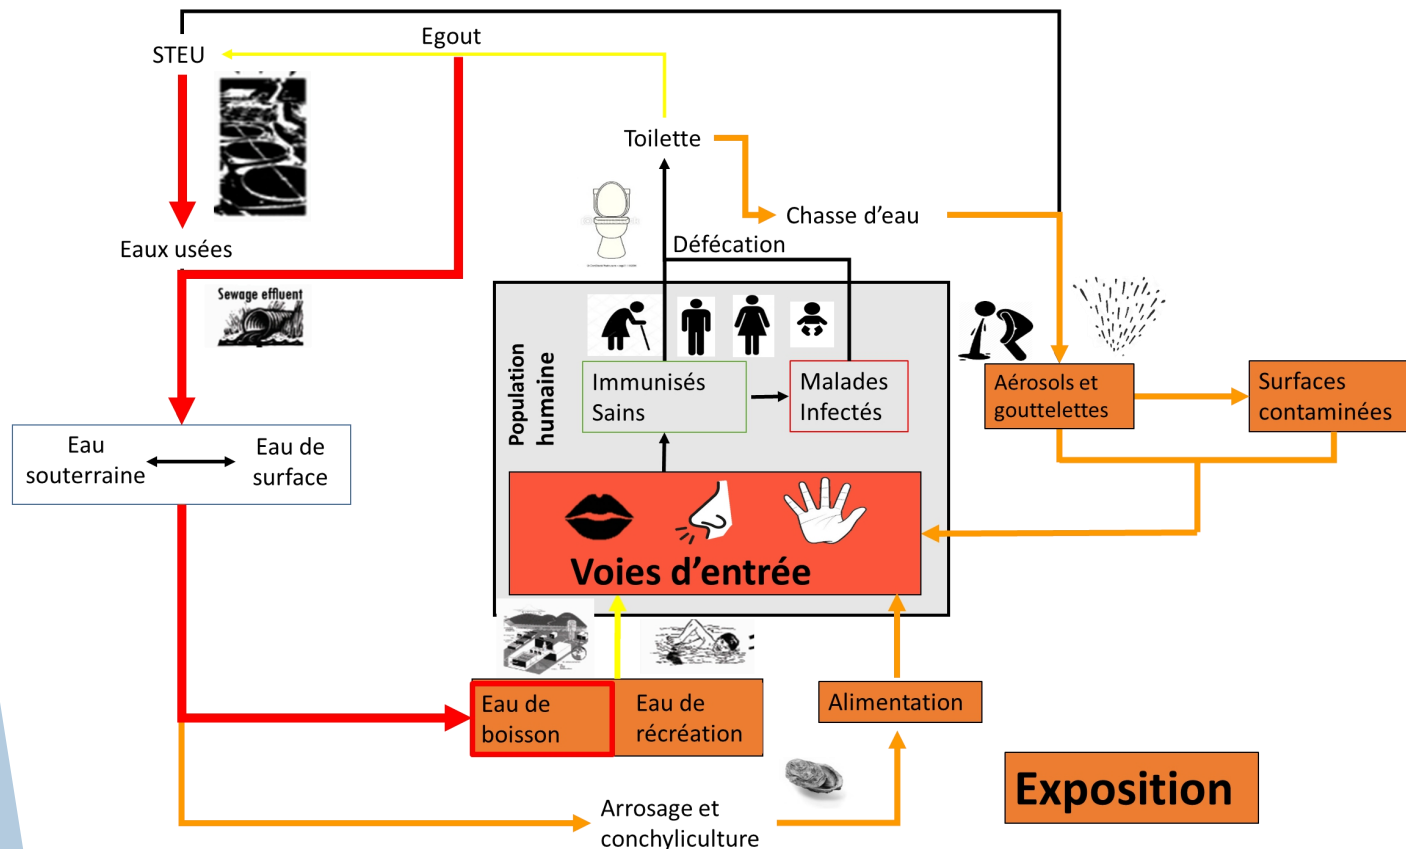 Egout
STEU
Toilette
Chasse d’eau
Défécation
Eaux usées
Sewage effluent
Population
humaine
Immunisés
Sains
Malades
Infectés
Aérosols et
gouttelettes
Surfaces
contaminées
Eau
souterraine
Eau de
surface
Voies d’entrée
Eau de
boisson
Eau de
récréation
Alimentation
Exposition
Arrosage et
conchyliculture